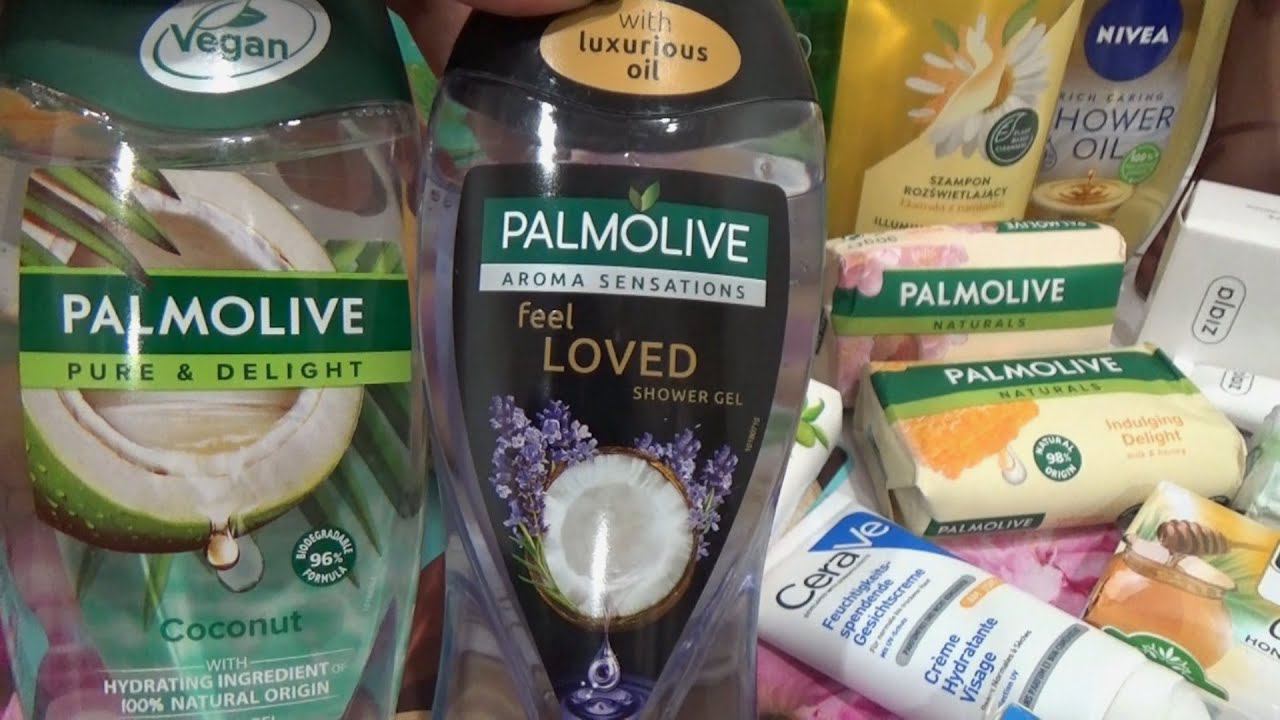 Vegan
PALMOLIVE
PURE & DELIGHT
BIODEGRADABLE
96%
FORMULA
Coconut
WITH
HYDRATING INGREDIENT OF
100% NATURAL ORIGIN
with
luxurious
oil
PALMOLIVE
AROMA SENSATIONS
feel
LOVED
SHOWER GEL
SZAMPON
ROZŚWIETLAJĄCY
NIVEA
RICH CARING
SHOWER
OIL
PALMOLIVE
NATURALS
PALMOLIVE
NATURALS
Indulging
Delight
milk & honey
NATURAL
98%
ORIGIN
PALMOLIVE
ziaja
CeraVe
Feuchtigkeits-
spendende
Gesichtscreme
Crème
Hydratante
Visage